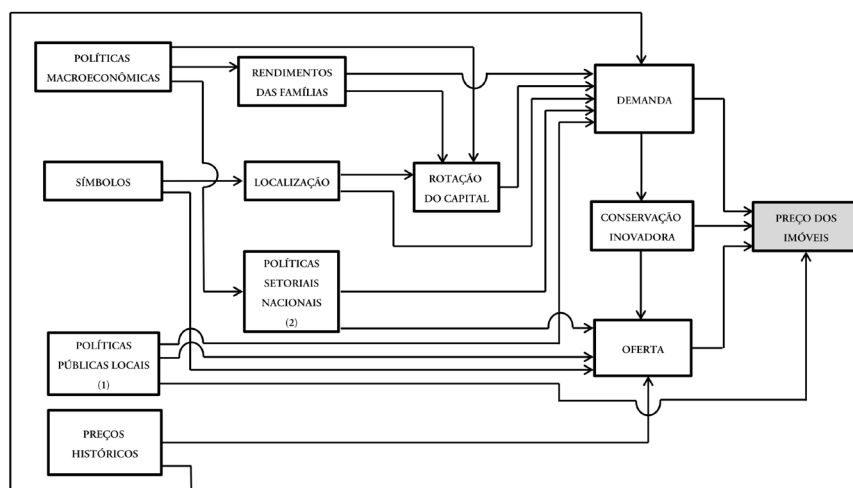 POLÍTICAS
MACROECONÔMICAS
RENDIMENTOS
DAS FAMÍLIAS
DEMANDA
SÍMBOLOS
LOCALIZAÇÃO
ROTAÇÃO
DO CAPITAL
CONSERVAÇÃO
INOVADORA
PREÇO DOS
IMÓVEIS
POLÍTICAS
SETORIAIS
NACIONAIS
(2)
POLÍTICAS
PÚBLICAS LOCAIS
(1)
OFERTA
PREÇOS
HISTÓRICOS